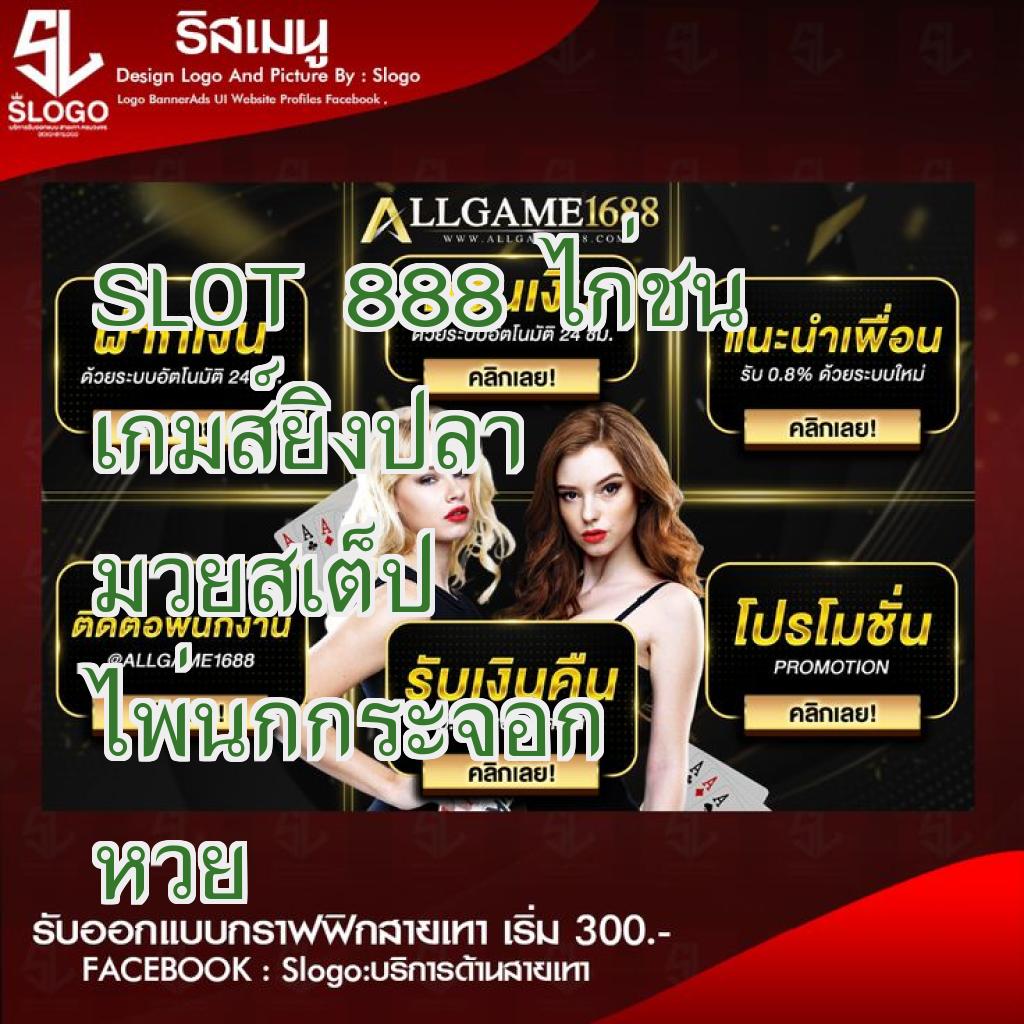 SL
SLOGO
ริสเมนู
Design Logo And Picture By : Slogo
Logo BannerAds UI Website Profiles Facebook .
ALLGAME1688
SLOT 888 ไก่ชน
แนะนำเพื่อน
ด้วยระบบอัตโนมัติ 24 ชม.
ด้วยระบบอัตโนมัติ 24
รับ 0.8% ด้วยระบบใหม่
คลิกเลย!
คลิกเลย!
เกมส์ยิงปลา
มวยสเต็ป
ติดต่อพนักงาน
@ALLGAME1688
โปรโมชั่น
PROMOTION
รับเงินคืน
คลิกเลย!
ไพ่นกกระจอก
คลิกเลย!
หวย
รับออกแบบกราฟฟิกสายเทา เริ่ม 300.-
FACEBOOK : Slogo:บริการด้านสายเทา